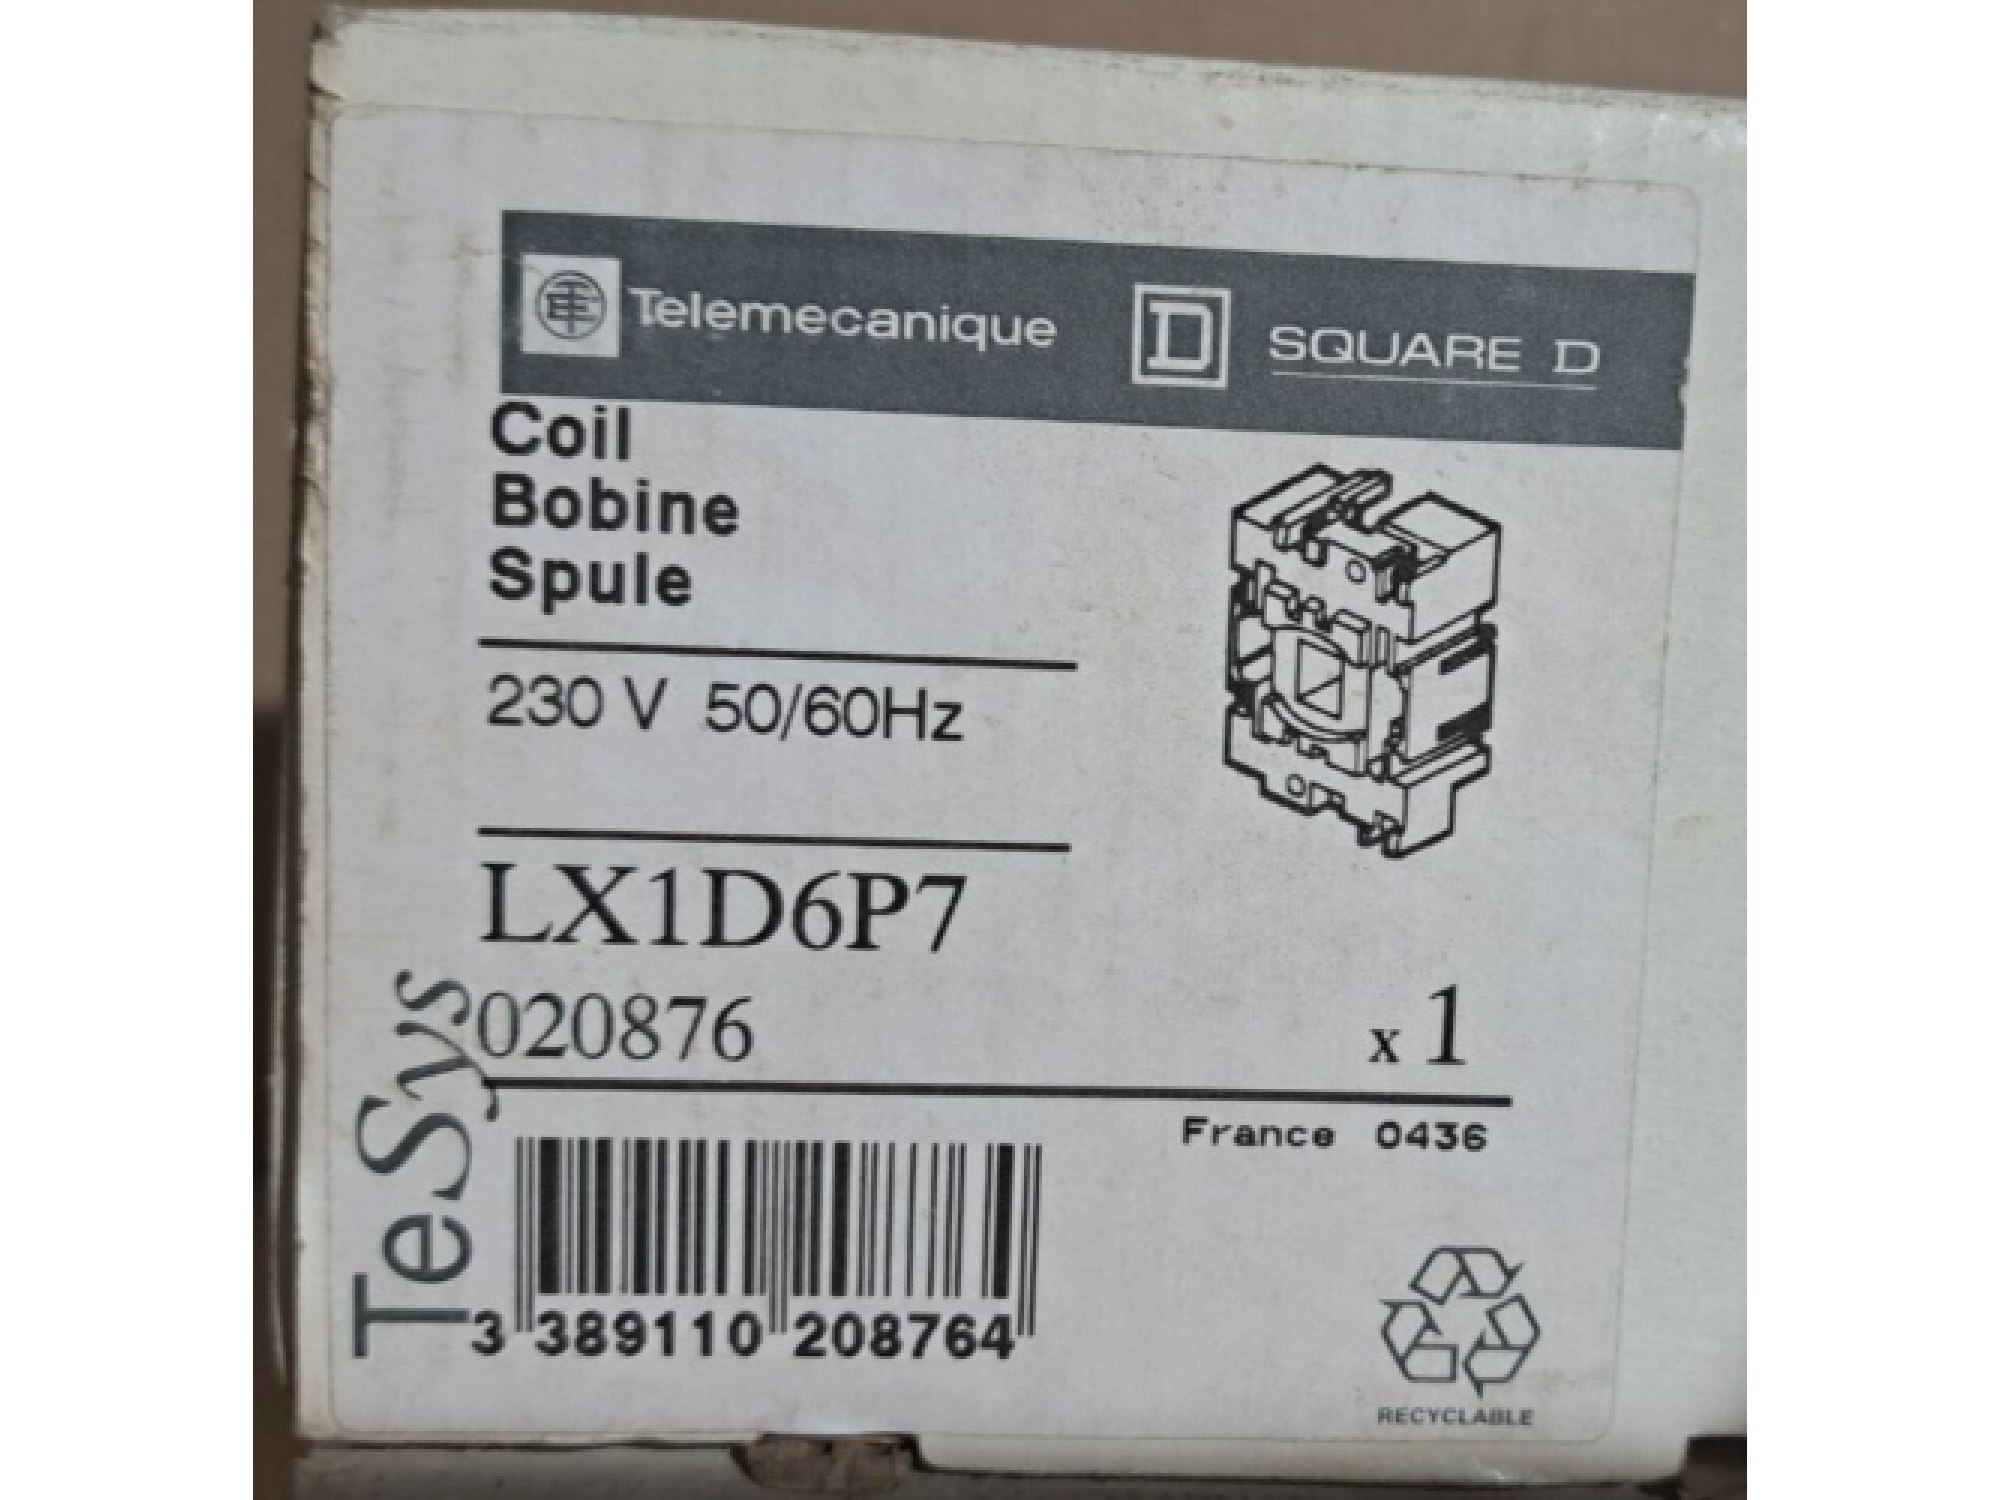 Telemecanique SQUARE D
Coil
Bobine
Spule
230 V 50/60Hz
LX1D6P7
020876
x 1
France 0436
TeSys
3 389110 208764
RECYCLABLE